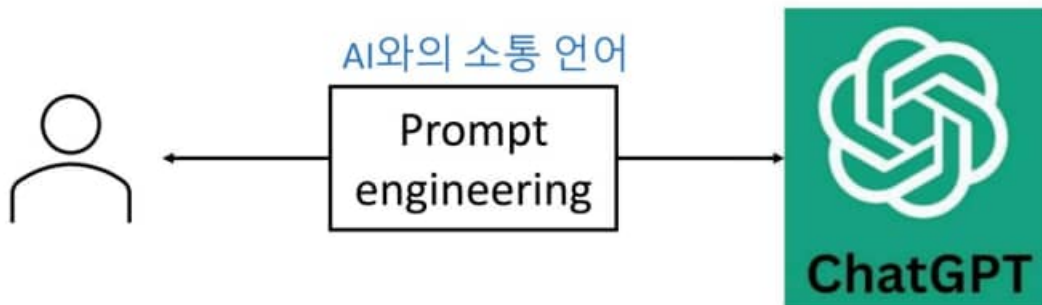 AI와의 소통 언어
Prompt
engineering
ChatGPT